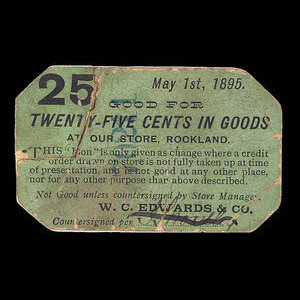 25 May 1st, 1895.
GOOD FOR
TWENTY-FIVE CENTS IN GOODS
AT OUR STORE, ROCKLAND.
THIS "Bon" is only given as change where a credit
order drawn on store is not fully taken up at time
of presentation, and is not good at any other place,
nor for any other purpose thar above described.
Not Good unless countersigned by Store Manager.
W. C. EDWARDS & CO.
Countersigned per